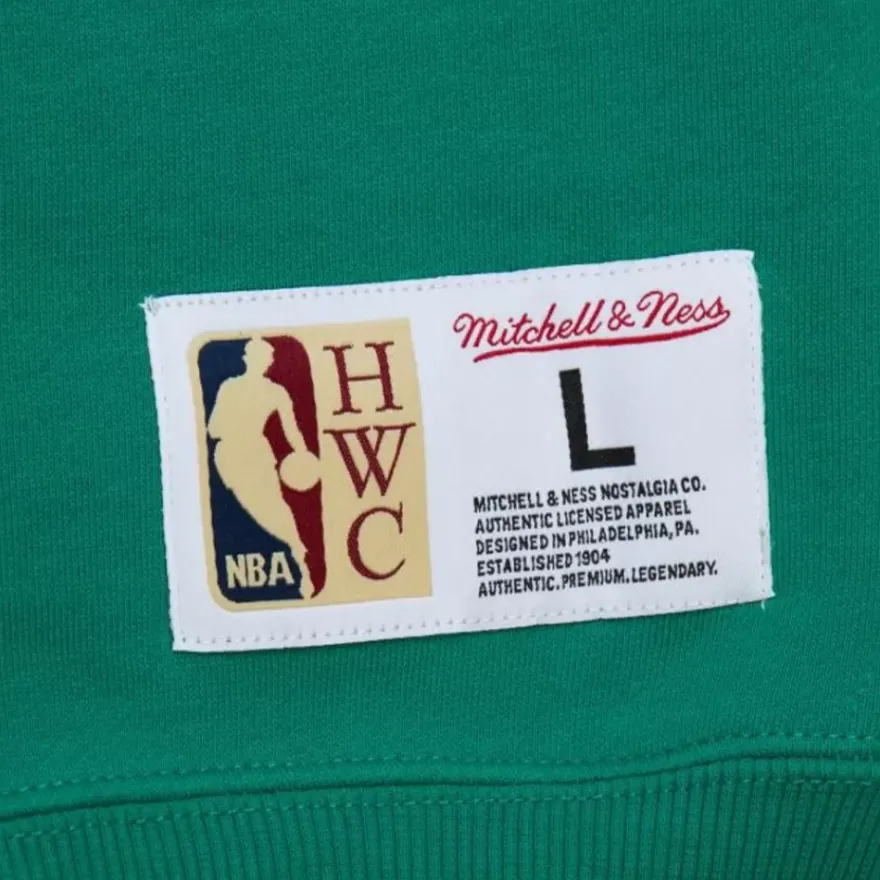 NBA
H
W
C
Mitchell & Ness
L
MITCHELL & NESS NOSTALGIA CO.
AUTHENTIC LICENSED APPAREL
DESIGNED IN PHILADELPHIA, PA.
ESTABLISHED 1904
AUTHENTIC. PREMIUM. LEGENDARY.